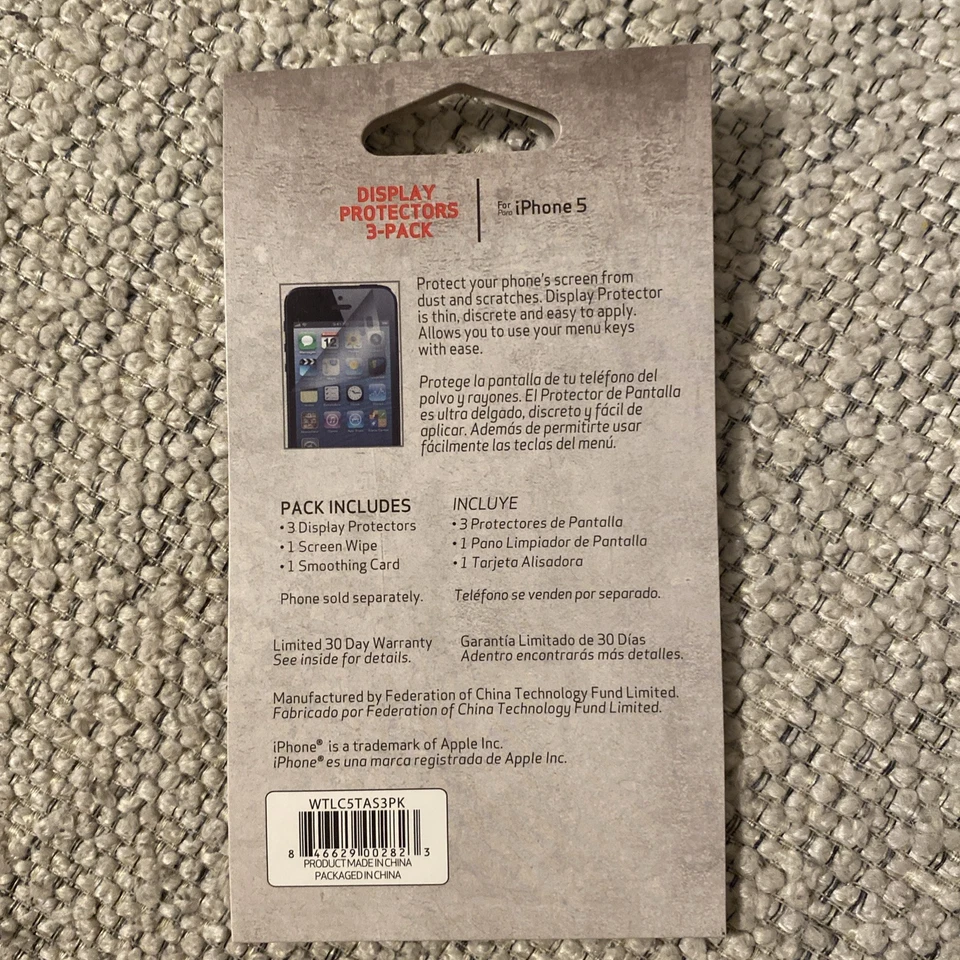 DISPLAY
PROTECTORS
3-PACK
For
Para
iPhone 5
Protect your phone's screen from
dust and scratches. Display Protector
is thin, discrete and easy to apply.
Allows you to use your menu keys
with ease.
Protege la pantalla de tu teléfono del
polvo y rayones. El Protector de Pantalla
es ultra delgado, discreto y fácil de
aplicar. Además de permitirte usar
fácilmente las teclas del menú.
PACK INCLUDES
• 3 Display Protectors
• 1 Screen Wipe
• 1 Smoothing Card
Phone sold separately.
INCLUYE
• 3 Protectores de Pantalla
• 1 Pano Limpiador de Pantalla
• 1 Tarjeta Alisadora
Teléfono se venden por separado.
Limited 30 Day Warranty
See inside for details.
Garantía Limitado de 30 Días
Adentro encontrarás más detalles.
Manufactured by Federation of China Technology Fund Limited.
Fabricado por Federation of China Technology Fund Limited.
iPhone® is a trademark of Apple Inc.
iPhone® es una marca registrada de Apple Inc.
WTLC5TAS3PK
8 46629 00282 3
PRODUCT MADE IN CHINA
PACKAGED IN CHINA